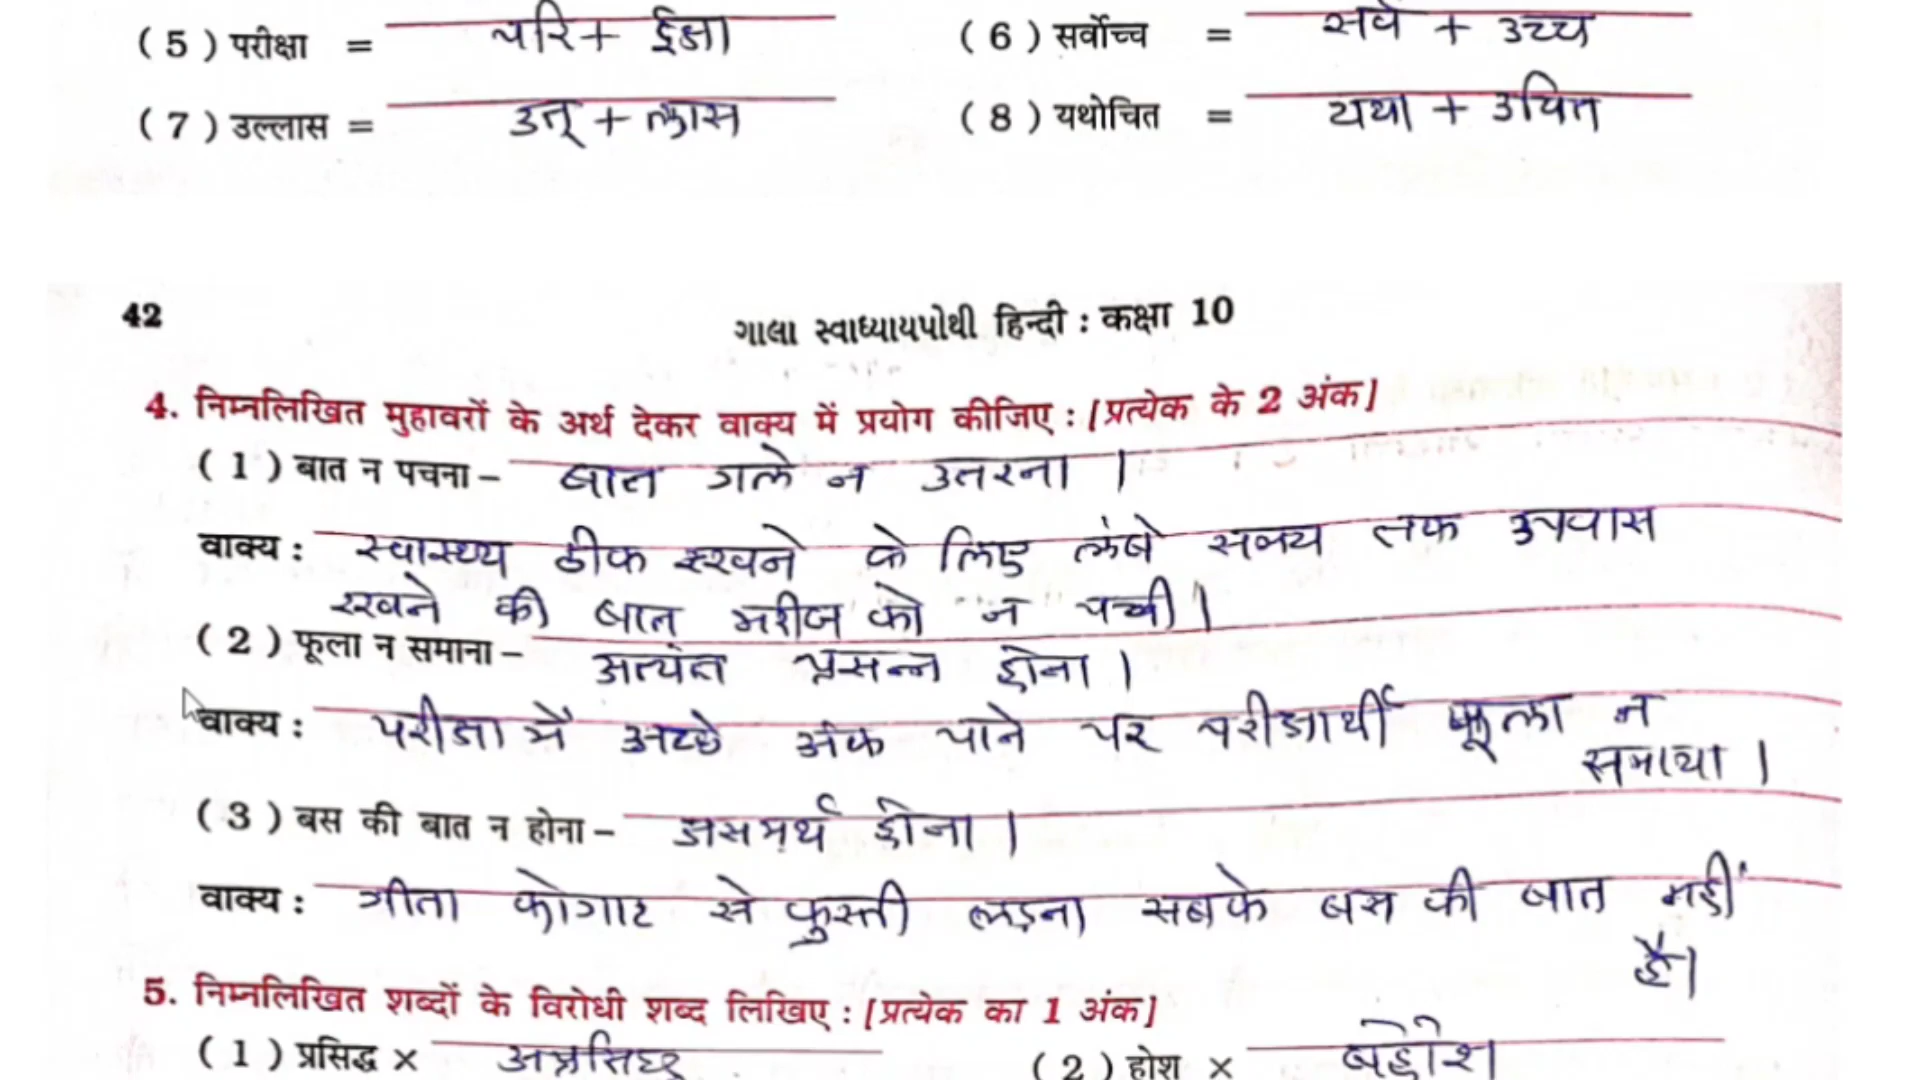 ( 5 ) परीक्षा = परि + ईक्षा ( 6 ) सर्वोच्च = सर्व + उच्च
( 7 ) उल्लास = उत् + लास ( 8 ) यथोचित = यथा + उचित
42 गाला स्वाध्यायपोथी हिन्दी : कक्षा 10
4. निम्नलिखित मुहावरों के अर्थ देकर वाक्य में प्रयोग कीजिए : [प्रत्येक के 2 अंक]
( 1 ) बात न पचना – बात गले न उतरना ।
वाक्य : स्वास्थ्य ठीक रखने के लिए लंबे समय तक उपवास
रखने की बात मरीज को न पची ।
( 2 ) फूला न समाना – अत्यंत प्रसन्न होना ।
वाक्य : परीक्षा में अच्छे अंक पाने पर परीक्षार्थी फूला न
समाया ।
( 3 ) बस की बात न होना – असमर्थ होना ।
वाक्य : गीता फोगाट से कुस्ती लड़ना सबके बस की बात नहीं
है।
5. निम्नलिखित शब्दों के विरोधी शब्द लिखिए : [प्रत्येक का 1 अंक]
( 1 ) प्रसिद्ध × अप्रसिद्ध ( 2 ) होश × बेहोश